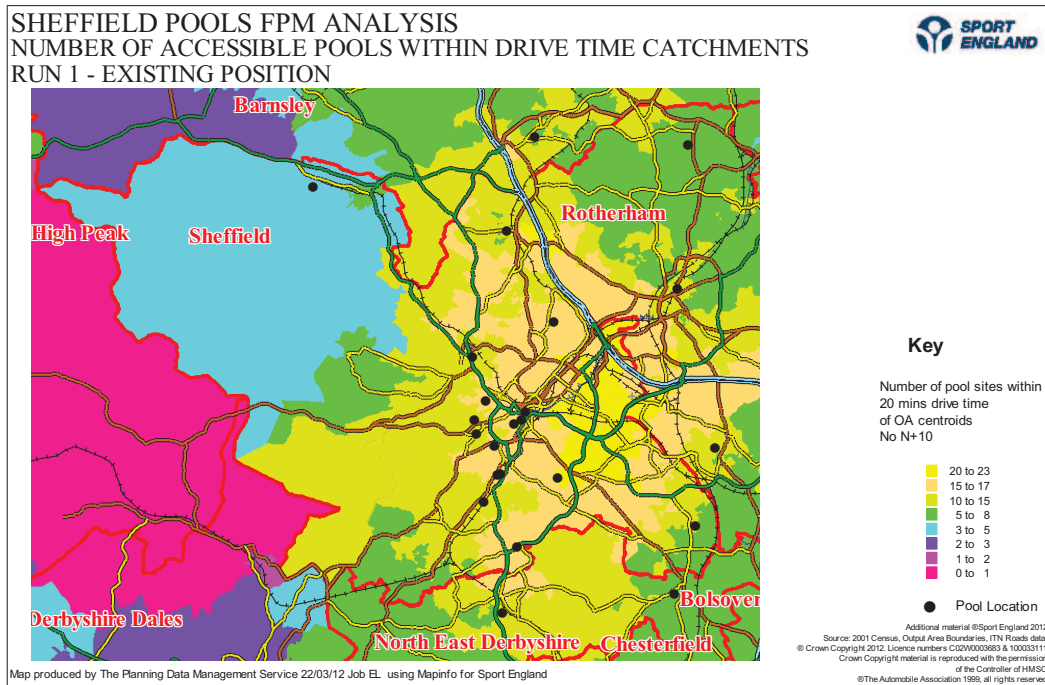 SHEFFIELD POOLS FPM ANALYSIS
NUMBER OF ACCESSIBLE POOLS WITHIN DRIVE TIME CATCHMENTS
RUN 1 - EXISTING POSITION
SPORT
ENGLAND
Barnsley
Rotherham
High Peak
Sheffield
Derbyshire Dales
Bolsover
North East Derbyshire
Chesterfield
Key
Number of pool sites within
20 mins drive time
of OA centroids
No N+10
20 to 23
15 to 17
10 to 15
5 to 8
3 to 5
2 to 3
1 to 2
0 to 1
Pool Location
Additional material ©Sport England 2012
Source: 2001 Census, Output Area Boundaries, ITN Roads data.
© Crown Copyright 2012. Licence numbers C02W0003683 & 100033111
Crown Copyright material is reproduced with the permission
of the Controller of HMSO
©The Automobile Association 1999, all rights reserved
Map produced by The Planning Data Management Service 22/03/12 Job EL using Mapinfo for Sport England